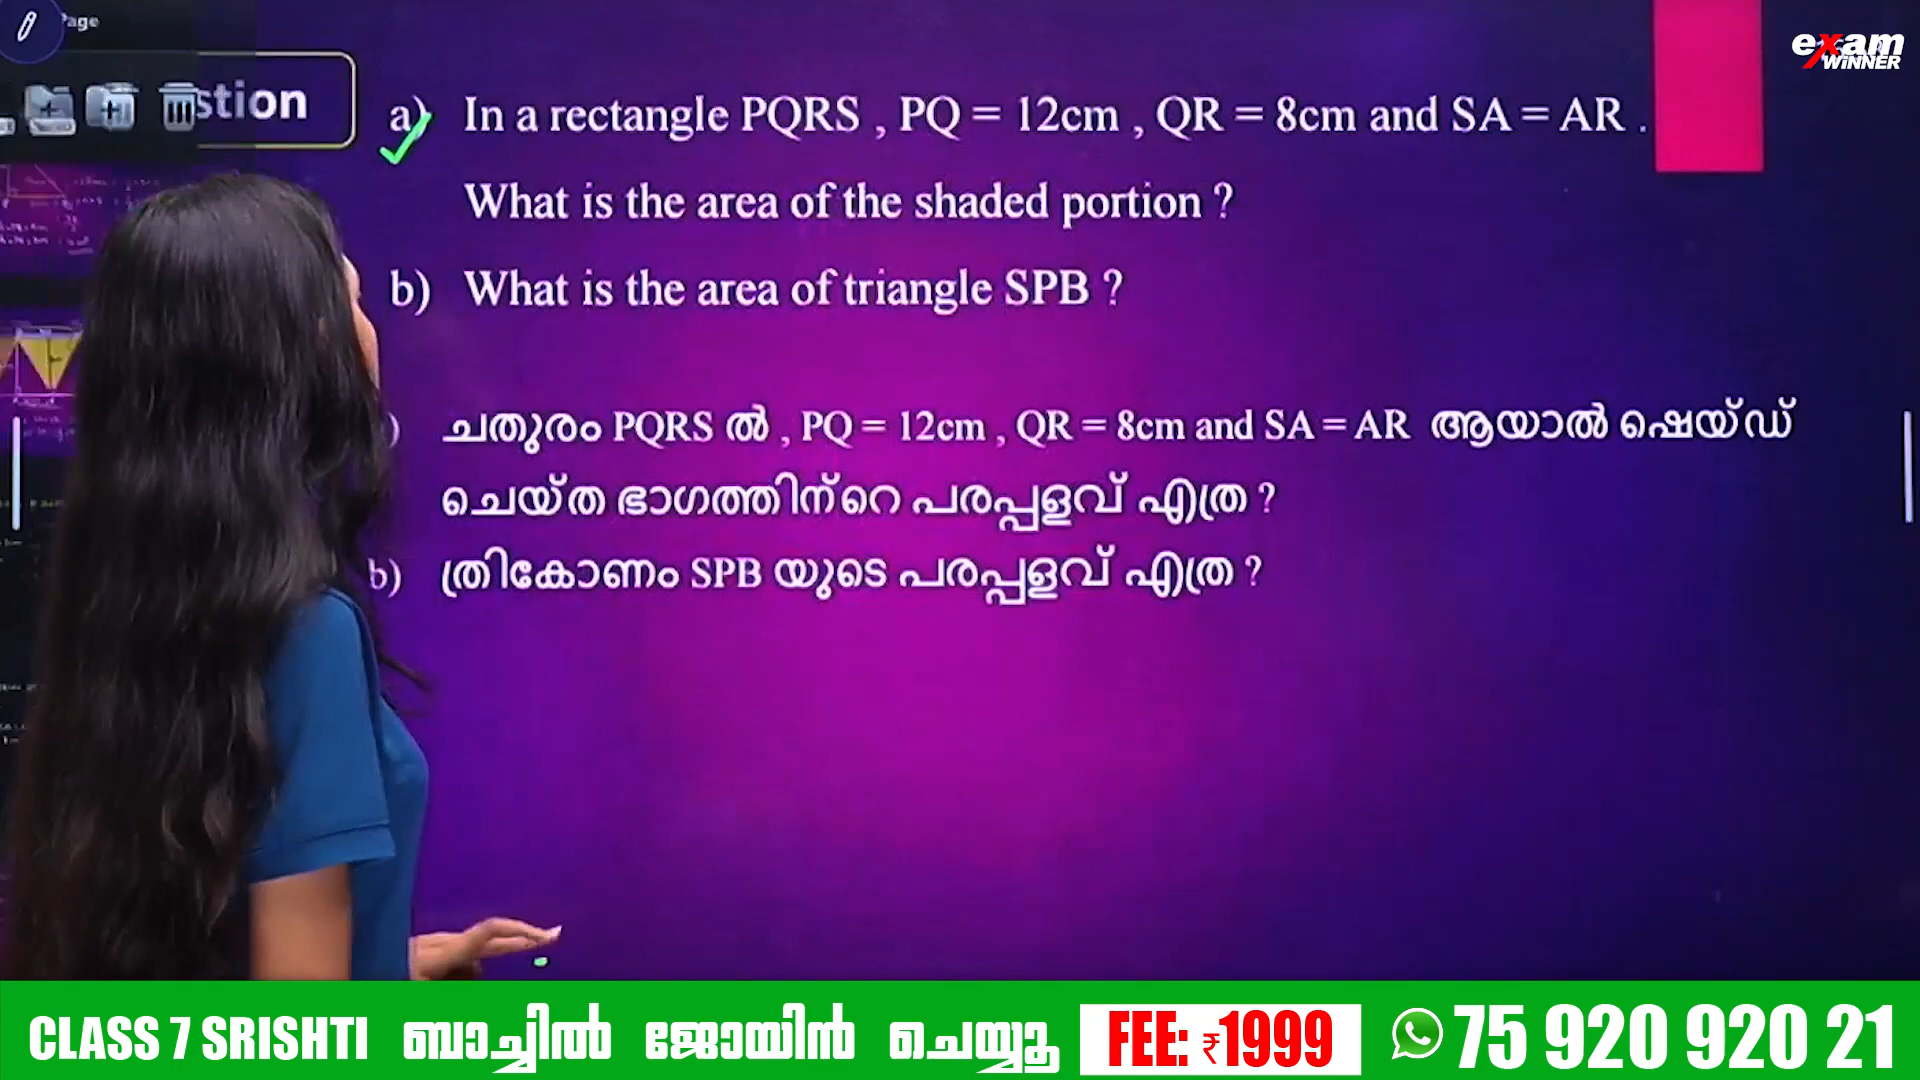 Page
exam
WINNER
stion
a) In a rectangle PQRS , PQ = 12cm , QR = 8cm and SA = AR .
What is the area of the shaded portion ?
b) What is the area of triangle SPB ?
) ചതുരം PQRS ൽ , PQ = 12cm , QR = 8cm and SA = AR ആയാൽ ഷെയ്ഡ്
ചെയ്ത ഭാഗത്തിന്റെ പരപ്പളവ് എത്ര ?
b) ത്രികോണം SPB യുടെ പരപ്പളവ് എത്ര ?
CLASS 7 SRISHTI ബാച്ചിൽ ജോയിൻ ചെയ്യൂ FEE: ₹1999 75 920 920 21